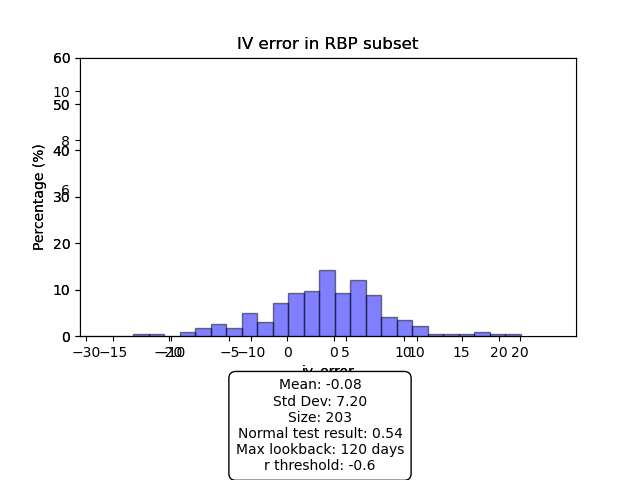 IV error in RBP subset
60
10
50
8
40
6
30
20
10
0
Percentage (%)
−30 −15 −20 −10 −5 −10 0 0 5 10 10 15 20 20
iv_error
Mean: -0.08
Std Dev: 7.20
Size: 203
Normal test result: 0.54
Max lookback: 120 days
r threshold: -0.6